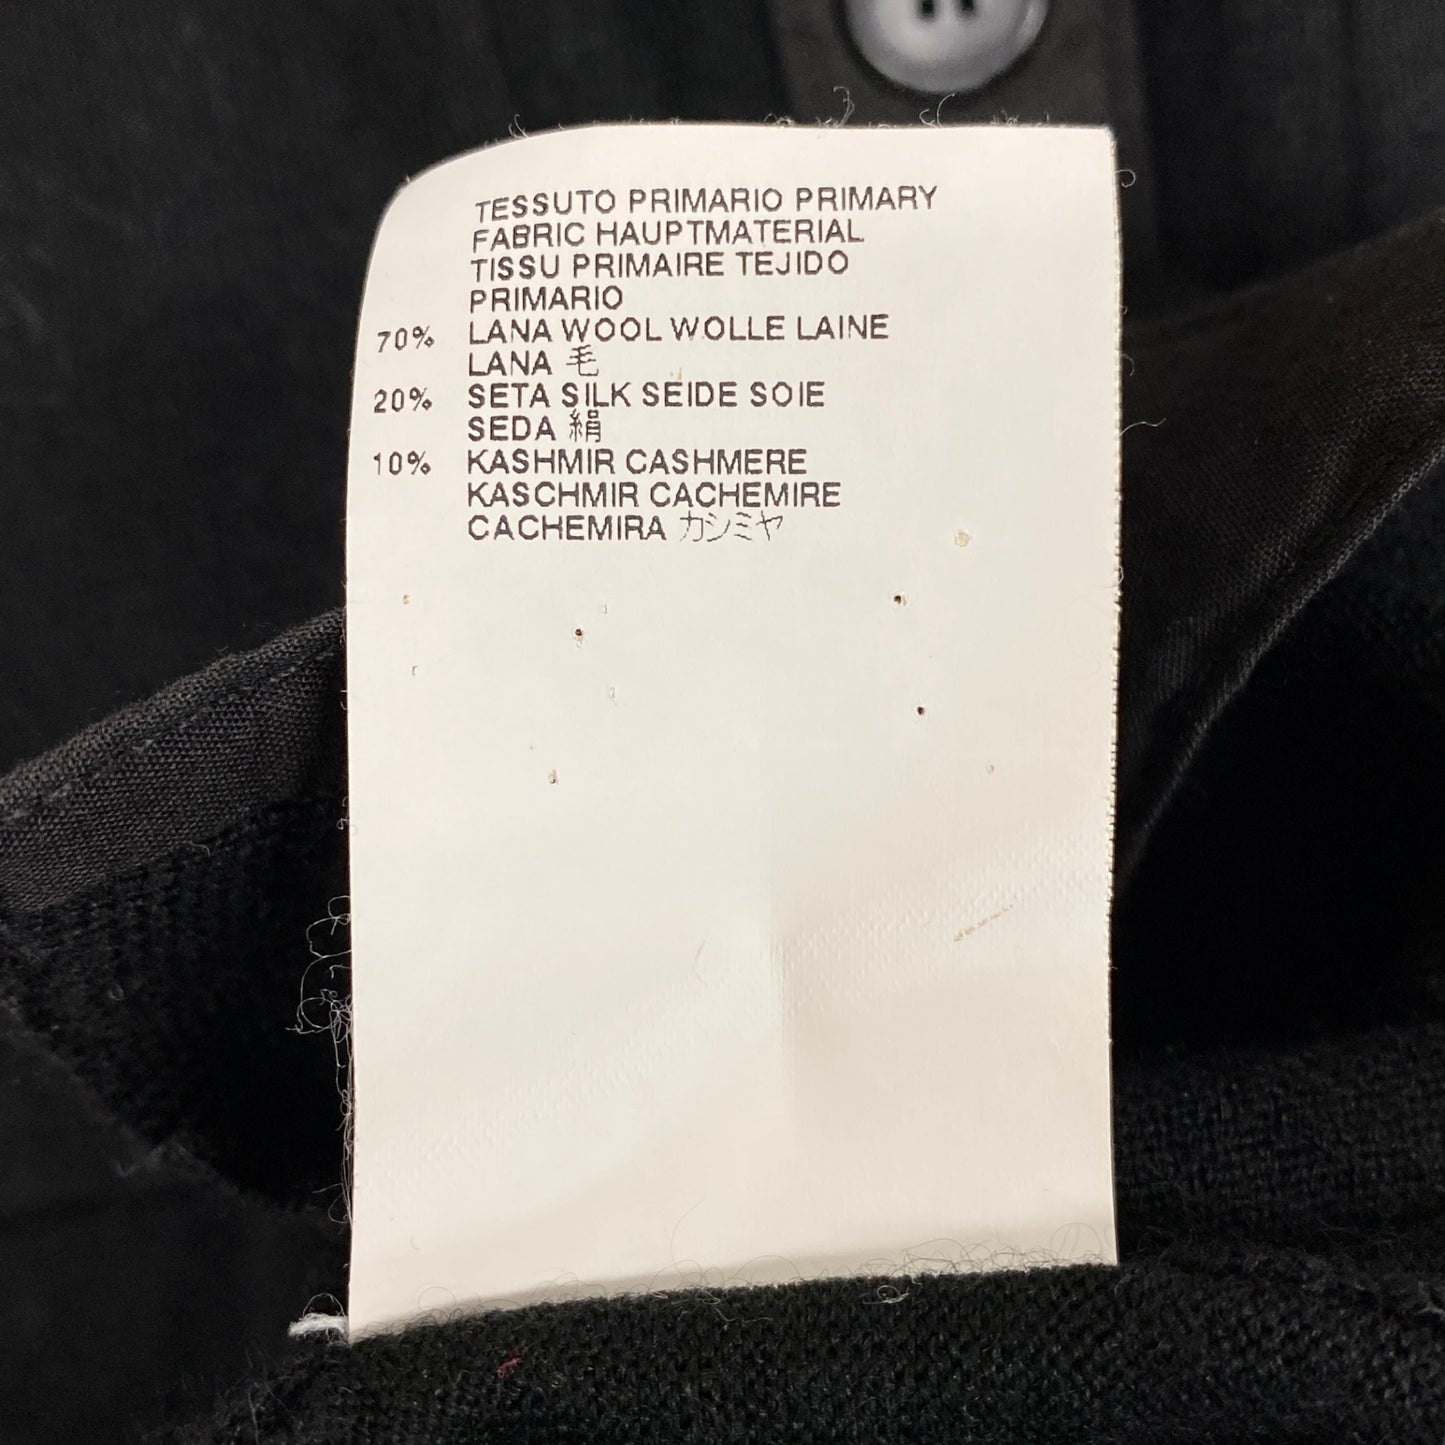 TESSUTO PRIMARIO PRIMARY
FABRIC HAUPTMATERIAL
TISSU PRIMAIRE TEJIDO
PRIMARIO
70% LANA WOOL WOLLE LAINE
LANA 毛
20% SETA SILK SEIDE SOIE
SEDA 絹
10% KASHMIR CASHMERE
KASCHMIR CACHEMIRE
CACHEMIRA カシミヤ